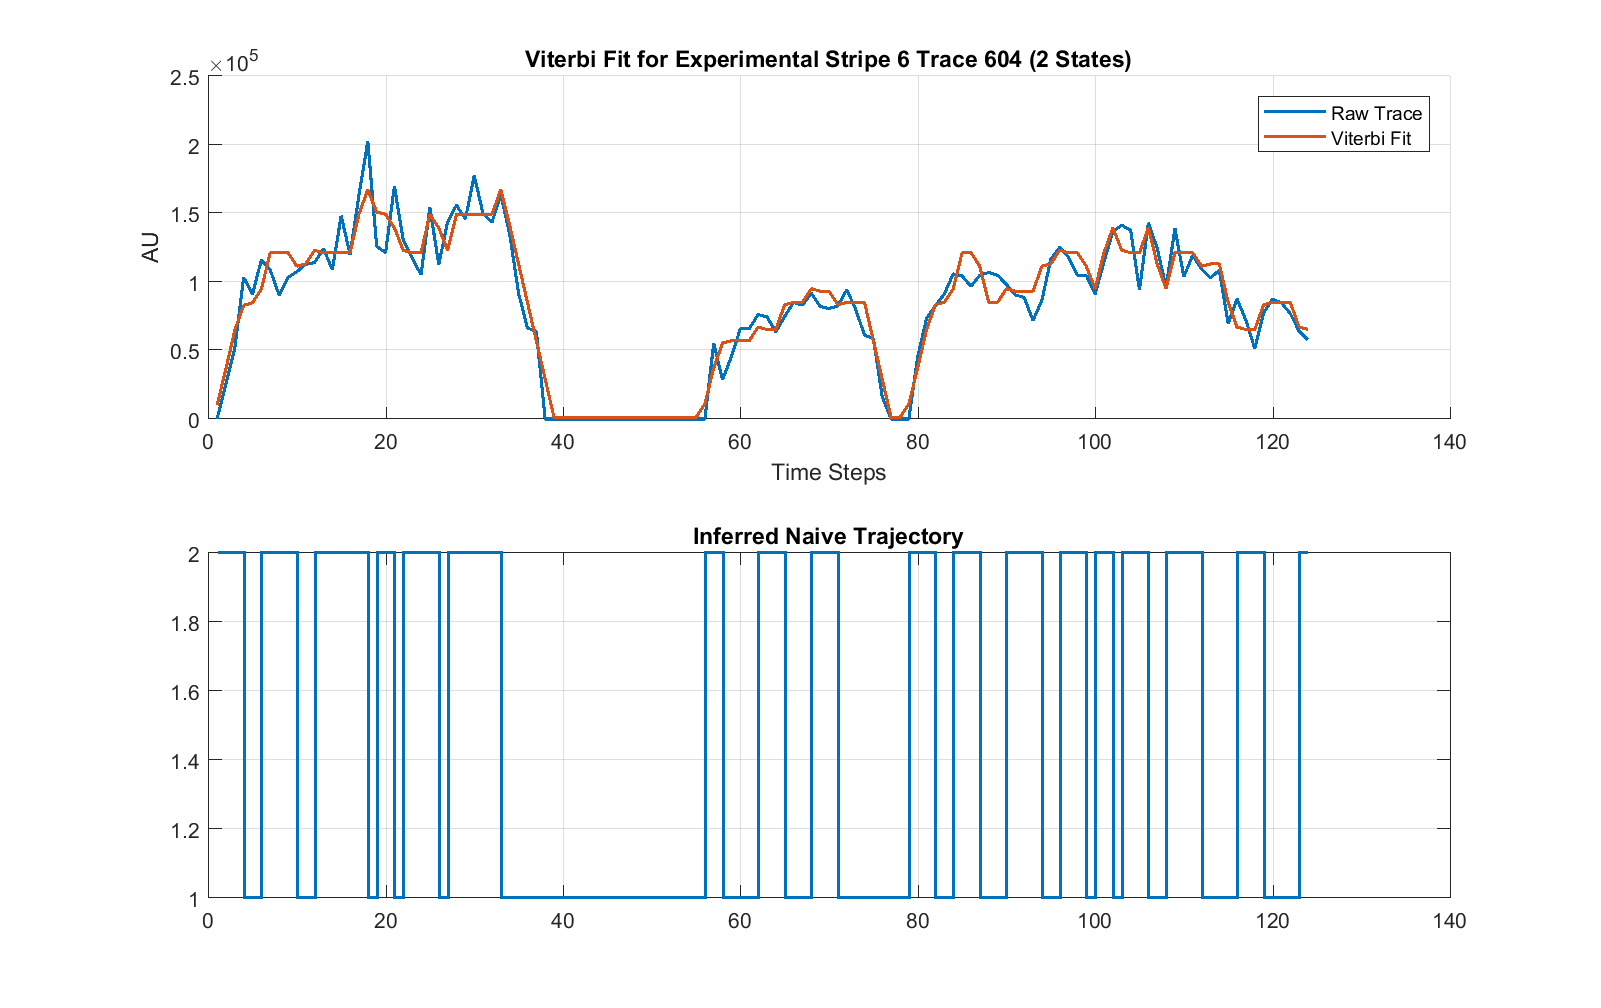 Viterbi Fit for Experimental Stripe 6 Trace 604 (2 States)
×10⁵
2.5
2
1.5
1
0.5
0
AU
Raw Trace
Viterbi Fit
0 20 40 60 80 100 120 140
Time Steps
Inferred Naive Trajectory
2
1.8
1.6
1.4
1.2
1
0 20 40 60 80 100 120 140